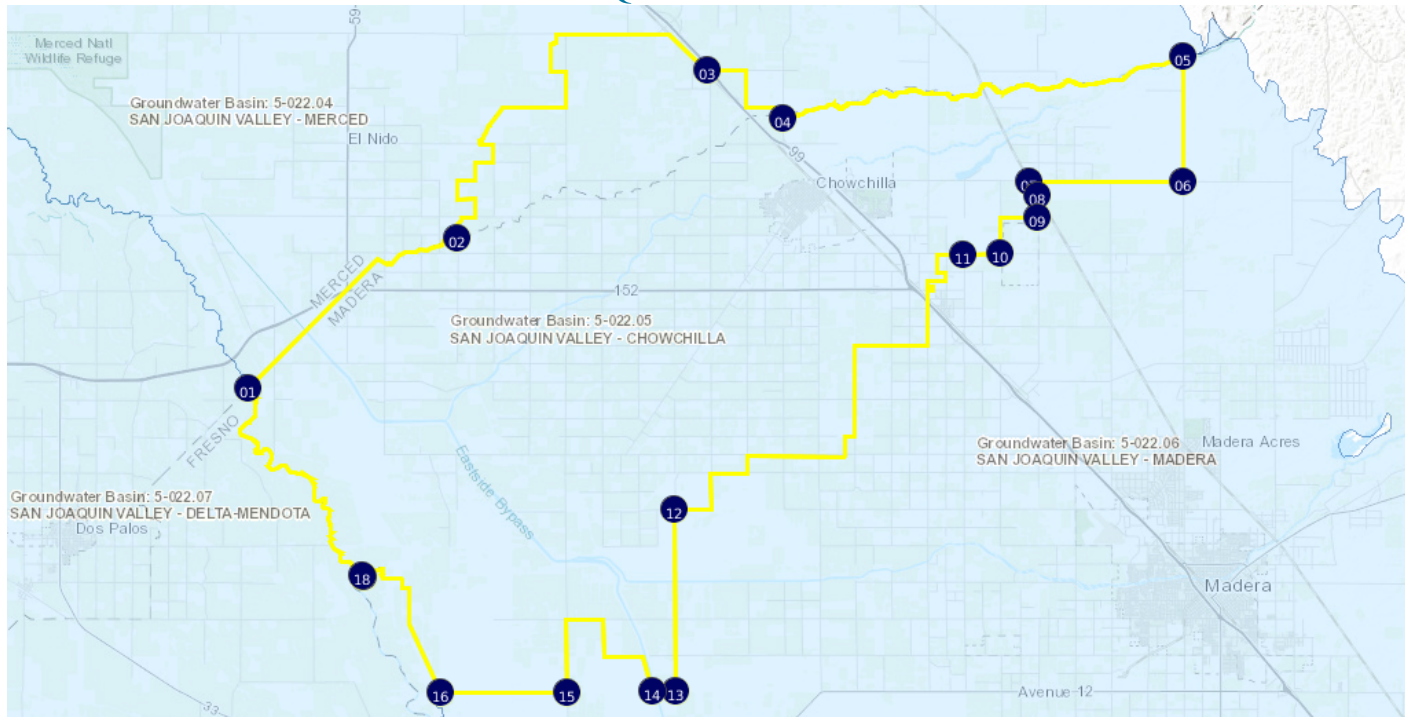 59
Merced Natl
Wildlife Refuge
Groundwater Basin: 5-022.04
SAN JOAQUIN VALLEY - MERCED
El Nido
03
05
04
99
Chowchilla
06
07
08
09
02
10
11
MERCED
MADERA
152
Groundwater Basin: 5-022.05
SAN JOAQUIN VALLEY - CHOWCHILLA
01
FRESNO
Groundwater Basin: 5-022.06
SAN JOAQUIN VALLEY - MADERA
Madera Acres
Eastside Bypass
Groundwater Basin: 5-022.07
SAN JOAQUIN VALLEY - DELTA-MENDOTA
Dos Palos
12
18
Madera
16
15
14
13
Avenue 12
33